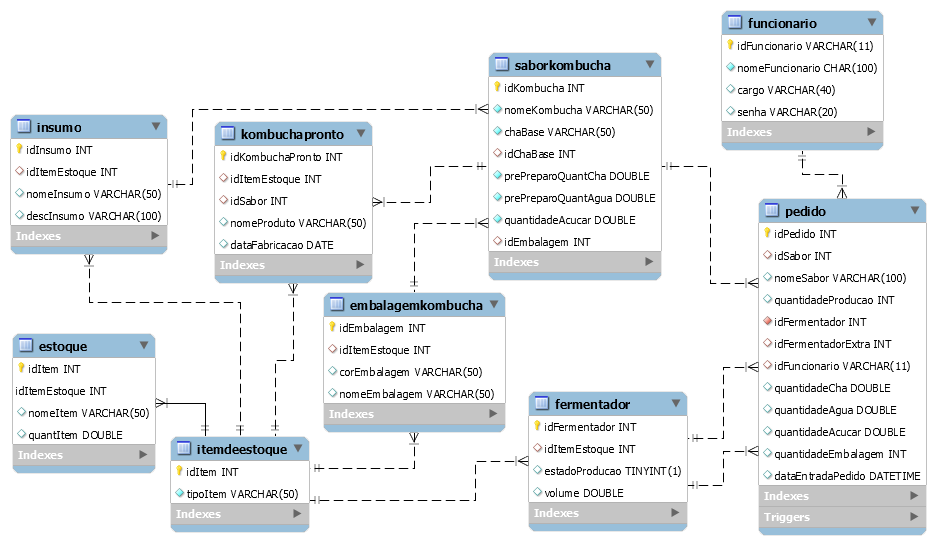 funcionario
idFuncionario VARCHAR(11)
nomeFuncionario CHAR(100)
cargo VARCHAR(40)
senha VARCHAR(20)
Indexes
saborkombucha
idKombucha INT
nomeKombucha VARCHAR(50)
chaBase VARCHAR(50)
idChaBase INT
prePreparoQuantCha DOUBLE
prePreparoQuantAgua DOUBLE
quantidadeAcucar DOUBLE
idEmbalagem INT
Indexes
insumo
idInsumo INT
idItemEstoque INT
nomeInsumo VARCHAR(50)
descInsumo VARCHAR(100)
Indexes
kombuchapronto
idKombuchaPronto INT
idItemEstoque INT
idSabor INT
nomeProduto VARCHAR(50)
dataFabricacao DATE
Indexes
pedido
idPedido INT
idSabor INT
nomeSabor VARCHAR(100)
quantidadeProducao INT
idFermentador INT
idFermentadorExtra INT
idFuncionario VARCHAR(11)
quantidadeCha DOUBLE
quantidadeAgua DOUBLE
quantidadeAcucar DOUBLE
quantidadeEmbalagem INT
dataEntradaPedido DATETIME
Indexes
Triggers
embalagemkombucha
idEmbalagem INT
idItemEstoque INT
corEmbalagem VARCHAR(50)
nomeEmbalagem VARCHAR(50)
Indexes
estoque
idItem INT
idItemEstoque INT
nomeItem VARCHAR(50)
quantItem DOUBLE
Indexes
fermentador
idFermentador INT
idItemEstoque INT
estadoProducao TINYINT(1)
volume DOUBLE
Indexes
itemdeestoque
idItem INT
tipoItem VARCHAR(50)
Indexes